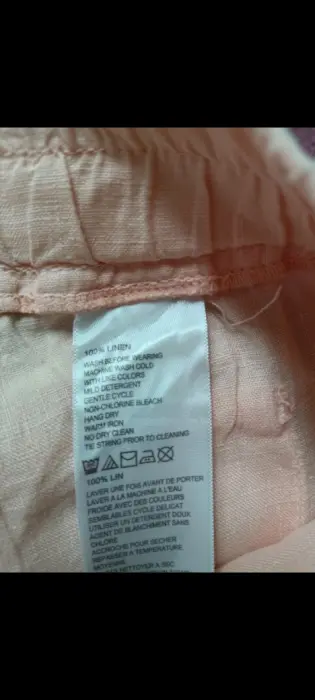 100% LINEN
WASH BEFORE WEARING
MACHINE WASH COLD
WITH LIKE COLORS
MILD DETERGENT
GENTLE CYCLE
NON-CHLORINE BLEACH
HANG DRY
WARM IRON
NO DRY CLEAN
TIE STRING PRIOR TO CLEANING
100% LIN
LAVER UNE FOIS AVANT DE PORTER
LAVER A LA MACHINE A L'EAU
FROIDE AVEC DES COULEURS
SEMBLABLES CYCLE DELICAT
UTILISER UN DETERGENT DOUX
AGENT DE BLANCHIMENT SANS
CHLORE
ACCROCHE POUR SECHER
REPASSER A TEMPERATURE
MOYENNE